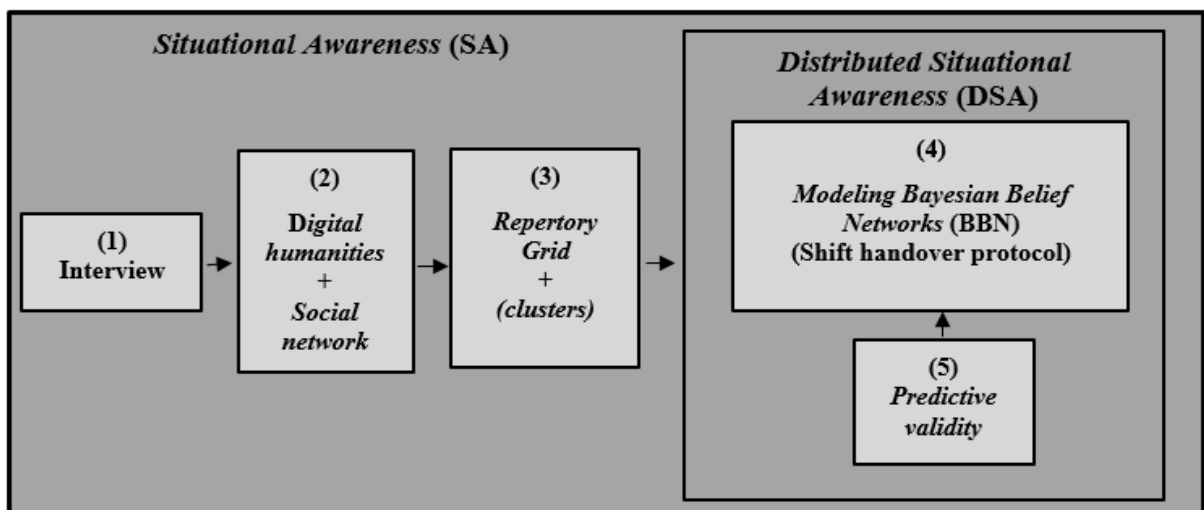 Situational Awareness (SA)
Distributed Situational
Awareness (DSA)
(1)
Interview
(2)
Digital
humanities
+
Social
network
(3)
Repertory
Grid
+
(clusters)
(4)
Modeling Bayesian Belief
Networks (BBN)
(Shift handover protocol)
(5)
Predictive
validity